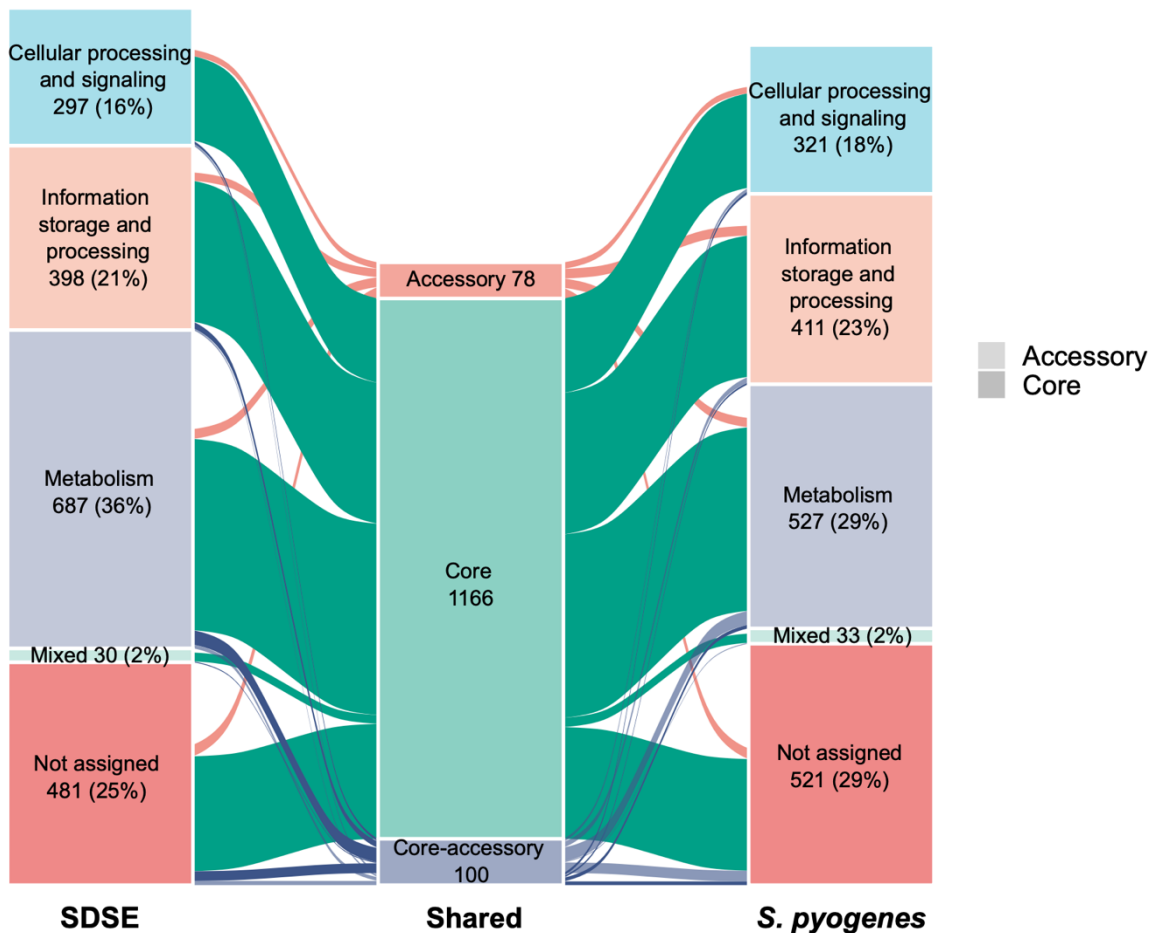 Cellular processing
and signaling
297 (16%)
Information
storage and
processing
398 (21%)
Metabolism
687 (36%)
Mixed 30 (2%)
Not assigned
481 (25%)
SDSE
Accessory 78
Core
1166
Core-accessory
100
Shared
Cellular processing
and signaling
321 (18%)
Information
storage and
processing
411 (23%)
Metabolism
527 (29%)
Mixed 33 (2%)
Not assigned
521 (29%)
S. pyogenes
Accessory
Core